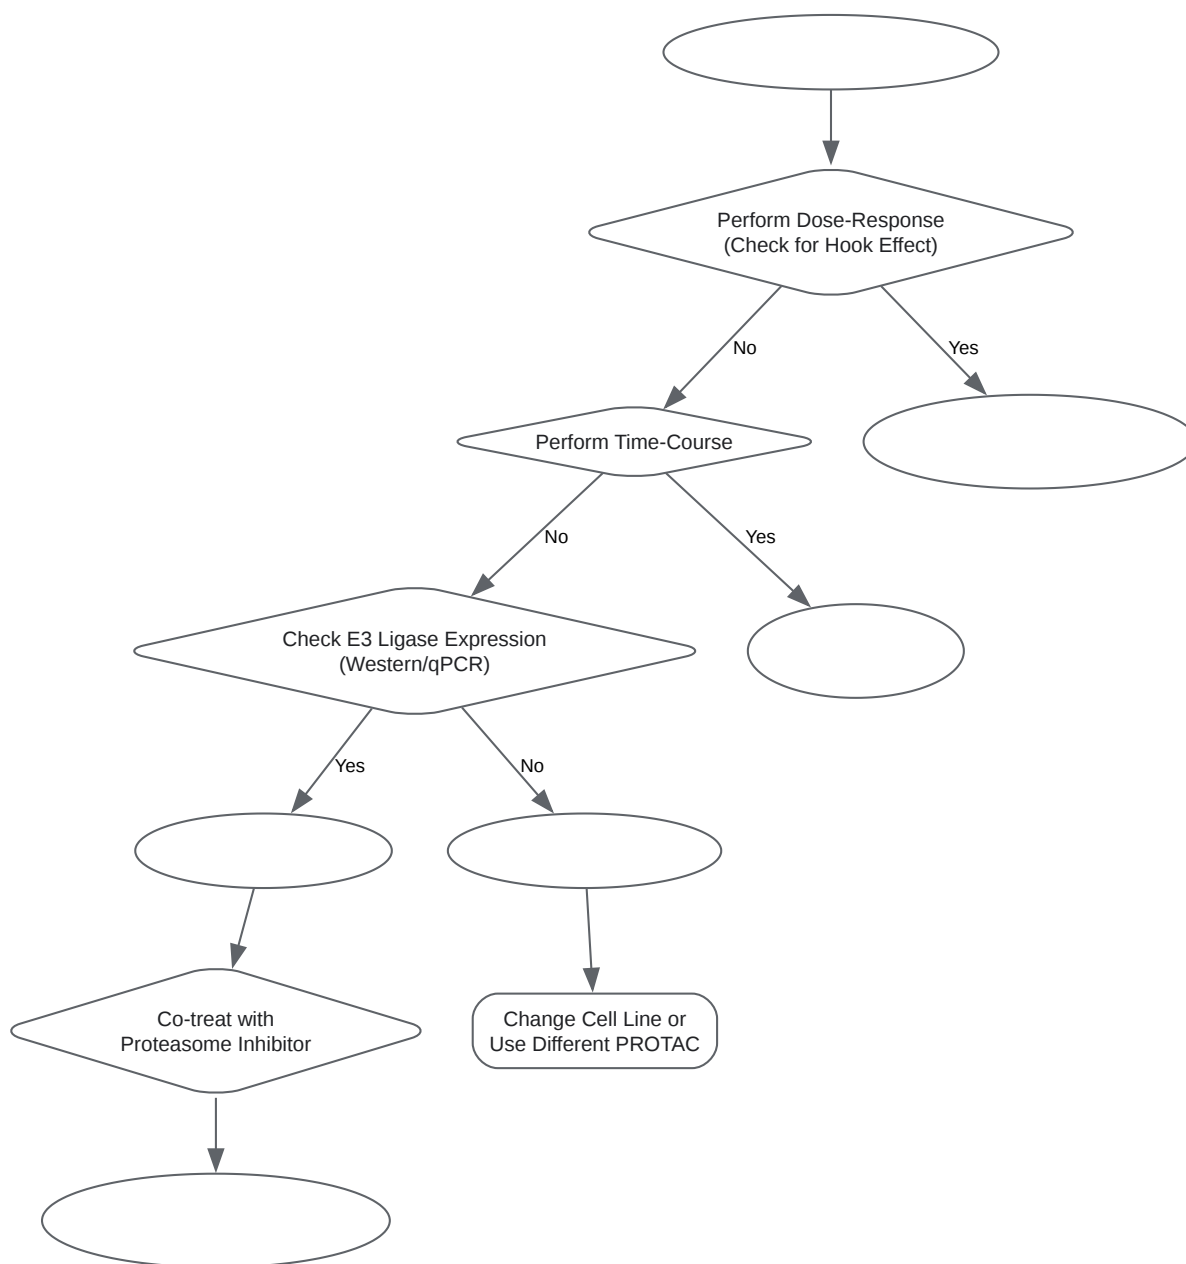 Perform Dose-Response
(Check for Hook Effect)
No
Yes
Perform Time-Course
No
Yes
Check E3 Ligase Expression
(Western/qPCR)
Yes
No
Co-treat with
Proteasome Inhibitor
Change Cell Line or
Use Different PROTAC